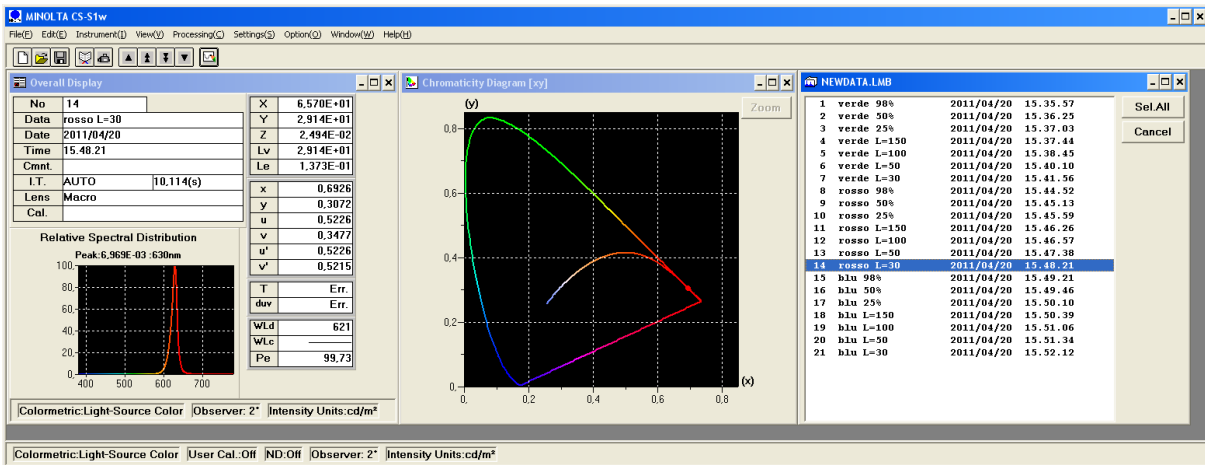 MINOLTA CS-S1w
File(F) Edit(E) Instrument(I) View(V) Processing(C) Settings(S) Option(O) Window(W) Help(H)
Overall Display
No 14
Data rosso L=30
Date 2011/04/20
Time 15.48.21
Cmnt.
I.T. AUTO 10,114(s)
Lens Macro
Cal.
X 6,570E+01
Y 2,914E+01
Z 2,494E-02
Lv 2,914E+01
Le 1,373E-01
x 0,6926
y 0,3072
u 0,5226
v 0,3477
u' 0,5226
v' 0,5215
T Err.
duv Err.
WLd 621
WLc
Pe 99,73
Relative Spectral Distribution
Peak:6,969E-03 :630nm
100,
80,
60,
40,
20,
0,
400 500 600 700
Colormetric:Light-Source Color Observer: 2° Intensity Units:cd/m²
Chromaticity Diagram [xy]
Zoom
(y)
0,8
0,6
0,4
0,2
0,
0, 0,2 0,4 0,6 0,8
(x)
NEWDATA.LMB
1 verde 98% 2011/04/20 15.35.57
2 verde 50% 2011/04/20 15.36.25
3 verde 25% 2011/04/20 15.37.03
4 verde L=150 2011/04/20 15.37.44
5 verde L=100 2011/04/20 15.38.45
6 verde L=50 2011/04/20 15.40.10
7 verde L=30 2011/04/20 15.41.56
8 rosso 98% 2011/04/20 15.44.52
9 rosso 50% 2011/04/20 15.45.13
10 rosso 25% 2011/04/20 15.45.59
11 rosso L=150 2011/04/20 15.46.26
12 rosso L=100 2011/04/20 15.46.57
13 rosso L=50 2011/04/20 15.47.38
14 rosso L=30 2011/04/20 15.48.21
15 blu 98% 2011/04/20 15.49.21
16 blu 50% 2011/04/20 15.49.46
17 blu 25% 2011/04/20 15.50.10
18 blu L=150 2011/04/20 15.50.39
19 blu L=100 2011/04/20 15.51.06
20 blu L=50 2011/04/20 15.51.34
21 blu L=30 2011/04/20 15.52.12
Sel.All
Cancel
Colormetric:Light-Source Color User Cal.:Off ND:Off Observer: 2° Intensity Units:cd/m²